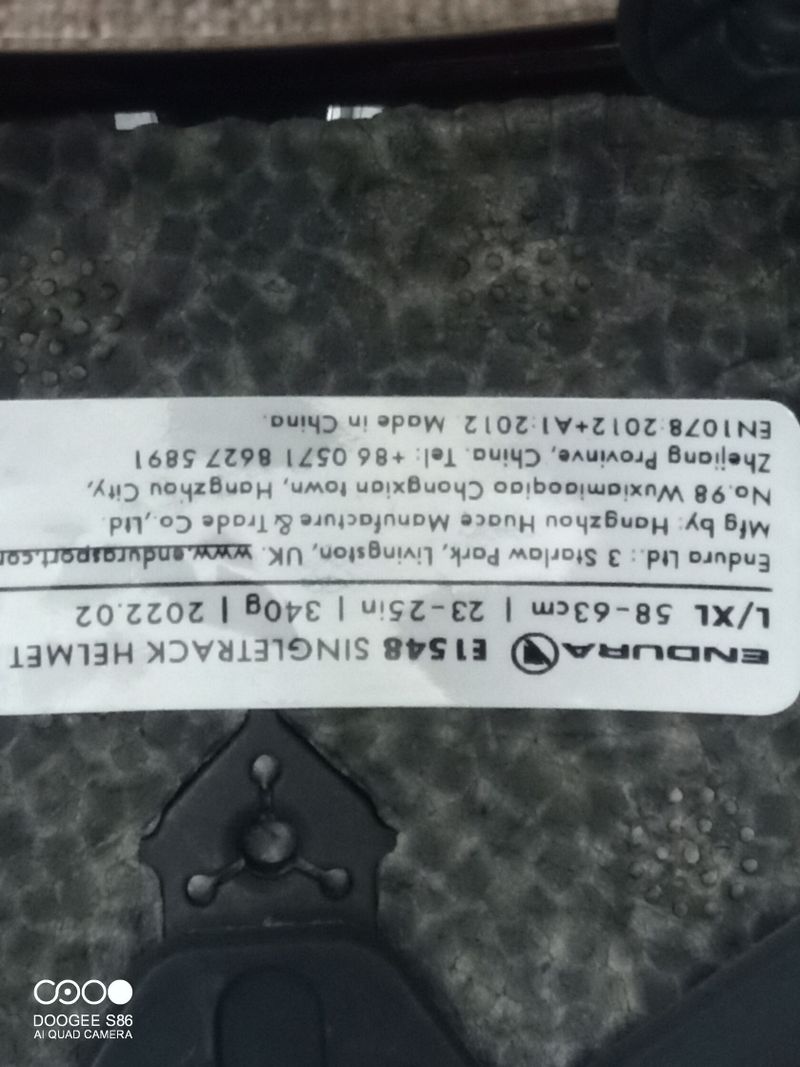 ENDURA E1548 SINGLETRACK HELMET
L/XL 58-63cm | 23-25in | 340g | 2022.02
Endura Ltd.: 3 Starlaw Park, Livingston, UK. www.endurasport.com
Mfg by: Hangzhou Huace Manufacture & Trade Co.,Ltd.
No.98 Wuxiamiaoqiao Chongxian town, Hangzhou City,
Zhejiang Provinve, China. Tel: +86 0571 8627 5891
EN1078:2012+A1:2012 Made in China.
DOOGEE S86
AI QUAD CAMERA